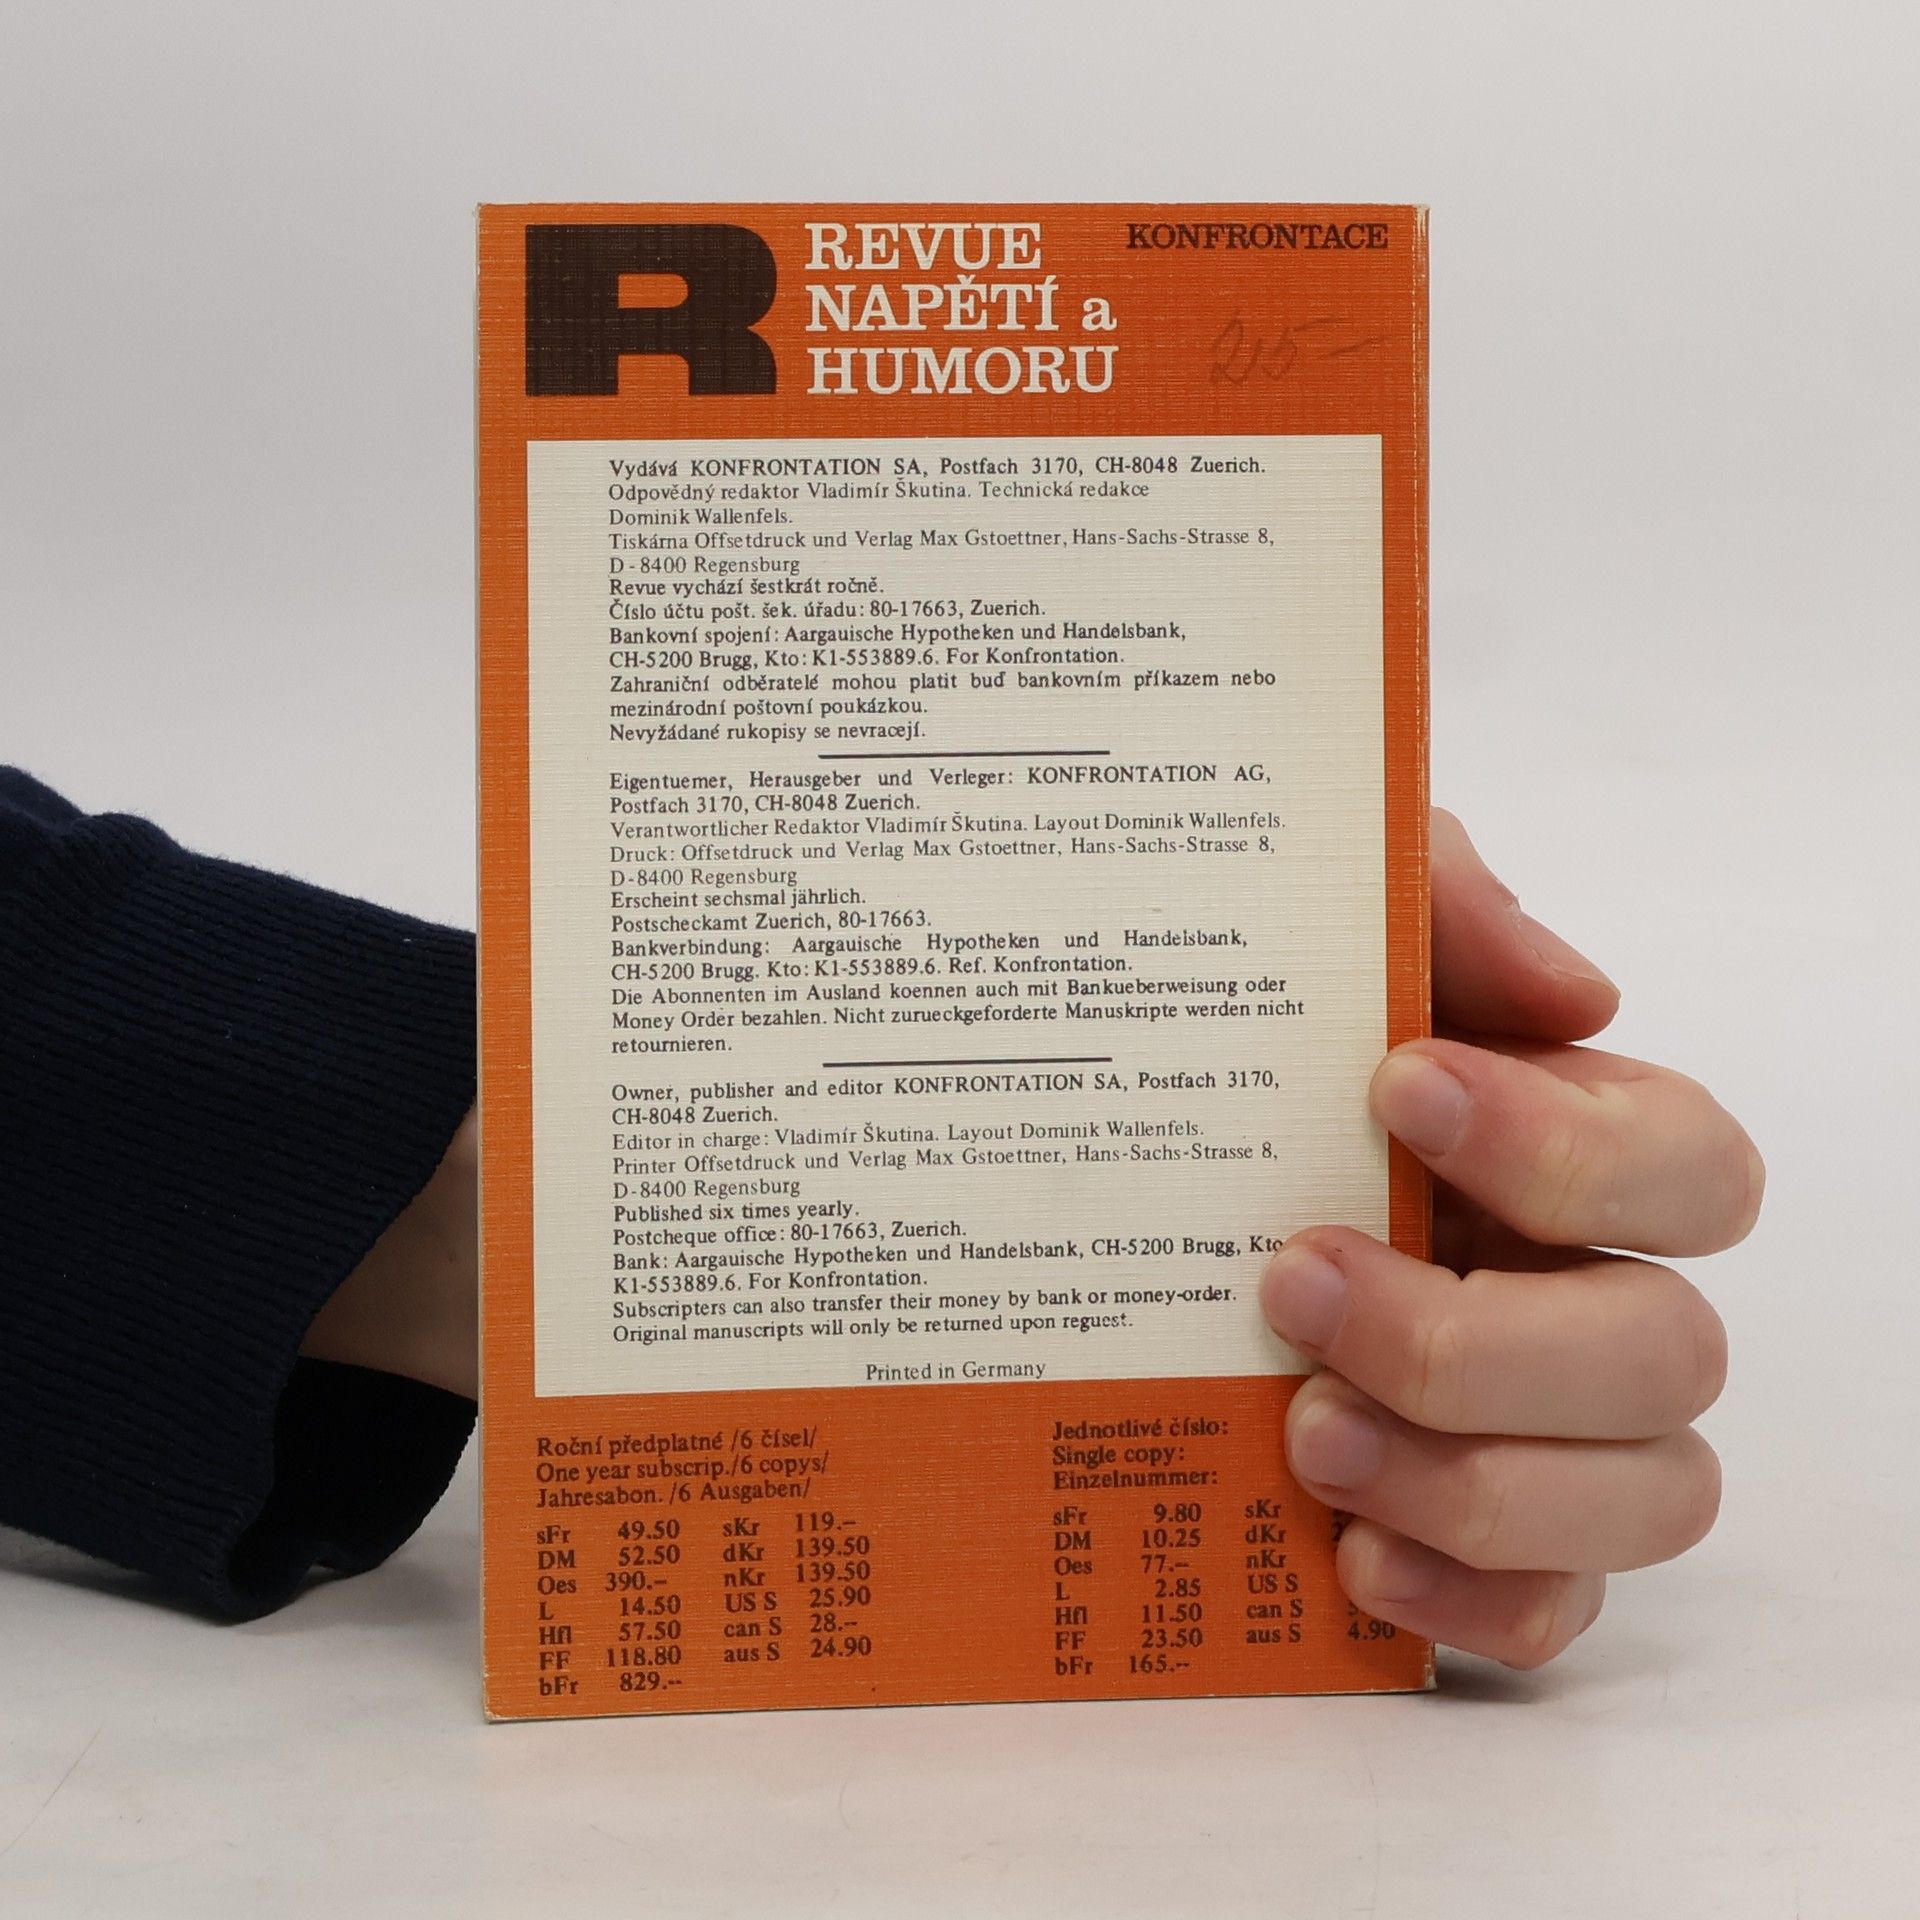 R
REVUE
NAPĚTÍ a
HUMORU
KONFRONTACE
25-
Vydává KONFRONTATION SA, Postfach 3170, CH-8048 Zuerich.
Odpovědný redaktor Vladimír Škutina. Technická redakce
Dominik Wallenfels.
Tiskárna Offsetdruck und Verlag Max Gstoettner, Hans-Sachs-Strasse 8,
D - 8400 Regensburg
Revue vychází šestkrát ročně.
Číslo účtu pošt. šek. úřadu: 80-17663, Zuerich.
Bankovní spojení: Aargauische Hypotheken und Handelsbank,
CH-5200 Brugg, Kto: K1-553889.6. For Konfrontation.
Zahraniční odběratelé mohou platit buď bankovním příkazem nebo
mezinárodní poštovní poukázkou.
Nevyžádané rukopisy se nevracejí.
Eigentuemer, Herausgeber und Verleger: KONFRONTATION AG,
Postfach 3170, CH-8048 Zuerich.
Verantwortlicher Redaktor Vladimír Škutina. Layout Dominik Wallenfels.
Druck: Offsetdruck und Verlag Max Gstoettner, Hans-Sachs-Strasse 8,
D-8400 Regensburg
Erscheint sechsmal jährlich.
Postscheckamt Zuerich, 80-17663.
Bankverbindung: Aargauische Hypotheken und Handelsbank,
CH-5200 Brugg. Kto: K1-553889.6. Ref. Konfrontation.
Die Abonnenten im Ausland koennen auch mit Bankueberweisung oder
Money Order bezahlen. Nicht zurueckgeforderte Manuskripte werden nicht
retournieren.
Owner, publisher and editor KONFRONTATION SA, Postfach 3170,
CH-8048 Zuerich.
Editor in charge: Vladimír Škutina. Layout Dominik Wallenfels.
Printer Offsetdruck und Verlag Max Gstoettner, Hans-Sachs-Strasse 8,
D-8400 Regensburg
Published six times yearly.
Postcheque office: 80-17663, Zuerich.
Bank: Aargauische Hypotheken und Handelsbank, CH-5200 Brugg, Kto
K1-553889.6. For Konfrontation.
Subscripters can also transfer their money by bank or money-order.
Original manuscripts will only be returned upon reguest.
Printed in Germany
Roční předplatné /6 čísel/
One year subscrip./6 copys/
Jahresabon. /6 Ausgaben/
sFr 49.50 sKr 119.-
DM 52.50 dKr 139.50
Oes 390.- nKr 139.50
L 14.50 US S 25.90
Hfl 57.50 can S 28.--
FF 118.80 aus S 24.90
bFr 829.--
Jednotlivé číslo:
Single copy:
Einzelnummer:
sFr 9.80 sKr
DM 10.25 dKr
Oes 77.-- nKr
L 2.85 US S
Hfl 11.50 can S
FF 23.50 aus S 4.90
bFr 165.--